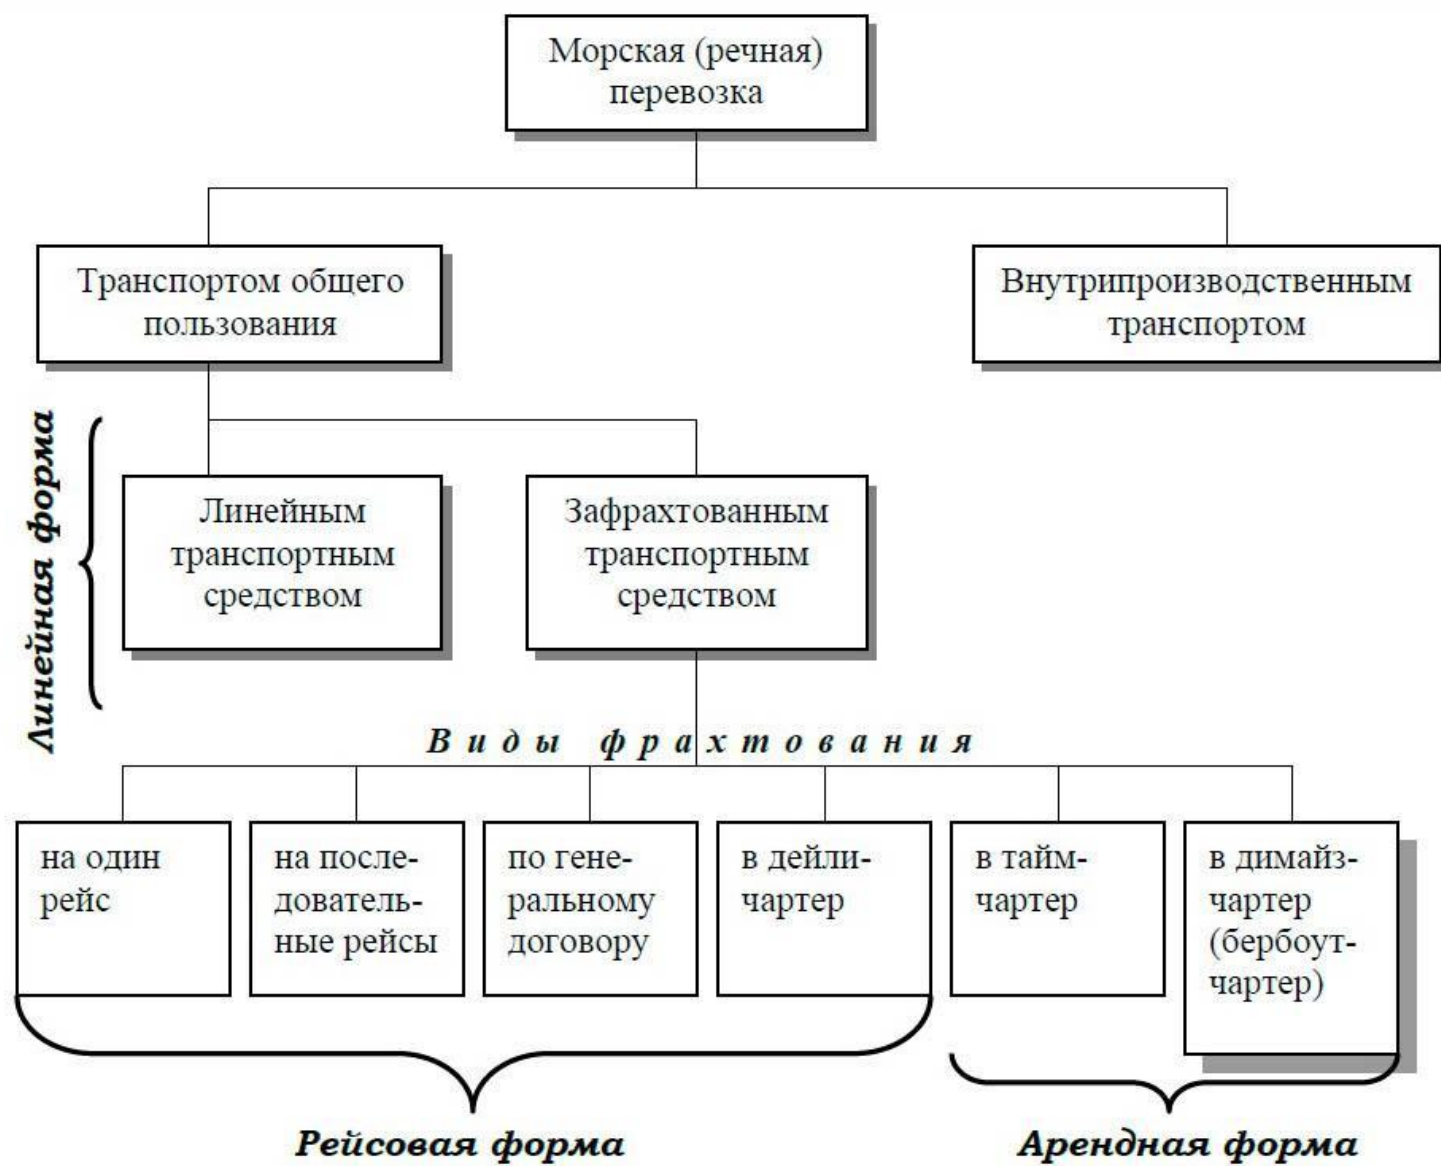 Морская (речная)
перевозка
Транспортом общего
пользования
Внутрипроизводственным
транспортом
Линейная форма
Линейным
транспортным
средством
Зафрахтованным
транспортным
средством
Виды фрахтования
на один
рейс
на после-
довատель-
ные рейсы
по гене-
ральному
договору
в дейли-
чартер
в тайм-
чартер
в димайз-
чартер
(бербоут-
чартер)
Рейсовая форма
Арендная форма